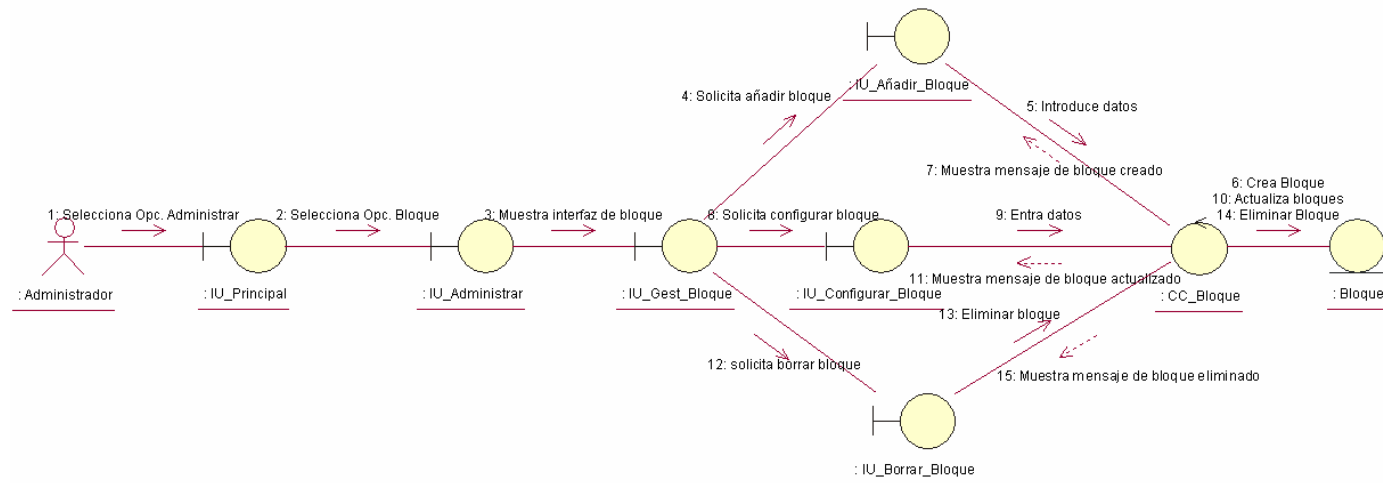 : IU_Añadir_Bloque
4: Solicita añadir bloque
5: Introduce datos
7: Muestra mensaje de bloque creado
6: Crea Bloque
10: Actualiza bloques
14: Eliminar Bloque
1: Selecciona Opc. Administrar
2: Selecciona Opc. Bloque
3: Muestra interfaz de bloque
8: Solicita configurar bloque
9: Entra datos
11: Muestra mensaje de bloque actualizado
: Administrador
: IU_Principal
: IU_Administrar
: IU_Gest_Bloque
: IU_Configurar_Bloque
: CC_Bloque
: Bloque
13: Eliminar bloque
12: solicita borrar bloque
15: Muestra mensaje de bloque eliminado
: IU_Borrar_Bloque